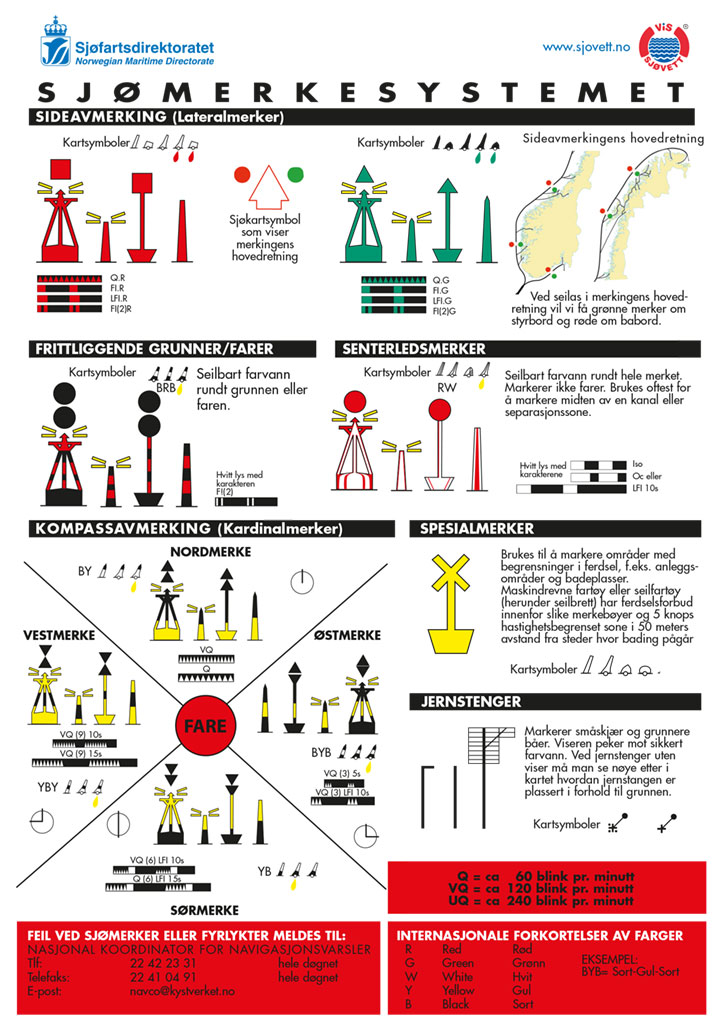 Sjøfartsdirektoratet
Norwegian Maritime Directorate
www.sjovett.no
ViS
SJØVETT
®
SJØMERKESYSTEMET
SIDEAVMERKING (Lateralmerker)
Kartsymboler
Sjøkartsymbol
som viser
merkingens
hovedretning
Q.R
Fl.R
LFl.R
Fl(2)R
Kartsymboler
Q.G
Fl.G
LFl.G
Fl(2)G
Sideavmerkingens hovedretning
Ved seilas i merkingens hoved-
retning vil vi få grønne merker om
styrbord og røde om babord.
FRITTLIGGENDE GRUNNER/FARER
Kartsymboler
BRB
Seilbart farvann
rundt grunnen eller
faren.
Hvitt lys med
karakteren
Fl(2)
SENTERLEDSMERKER
Kartsymboler
RW
Seilbart farvann rundt hele merket.
Markerer ikke farer. Brukes oftest for
å markere midten av en kanal eller
separasjonssone.
Hvitt lys med
karakterene
Iso
Oc eller
LFl 10s
KOMPASSAVMERKING (Kardinalmerker)
NORDMERKE
BY
VQ
Q
VESTMERKE
VQ (9) 10s
VQ (9) 15s
YBY
FARE
ØSTMERKE
BYB
VQ (3) 5s
VQ (3) LFl 10s
VQ (6) LFl 10s
Q (6) LFl 15s
YB
SØRMERKE
SPESIALMERKER
Brukes til å markere områder med
begrensninger i ferdsel, f.eks. anleggs-
områder og badeplasser.
Maskindrevne fartøy eller seilfartøy
(herunder seilbrett) har ferdselsforbud
innenfor slike merkebøyer og 5 knops
hastighetsbegrenset sone i 50 meters
avstand fra steder hvor bading pågår
Kartsymboler
JERNSTENGER
Markerer småskjær og grunnere
båer. Viseren peker mot sikkert
farvann. Ved jernstenger uten
viser må man se nøye etter i
kartet hvordan jernstangen er
plassert i forhold til grunnen.
Kartsymboler
Q = ca 60 blink pr. minutt
VQ = ca 120 blink pr. minutt
UQ = ca 240 blink pr. minutt
FEIL VED SJØMERKER ELLER FYRLYKTER MELDES TIL:
NASJONAL KOORDINATOR FOR NAVIGASJONSVARSLER
Tlf: 22 42 23 31 hele døgnet
Telefaks: 22 41 04 91 hele døgnet
E-post: navco@kystverket.no
INTERNASJONALE FORKORTELSER AV FARGER
R Red Rød
G Green Grønn
W White Hvit
Y Yellow Gul
B Black Sort
EKSEMPEL:
BYB= Sort-Gul-Sort